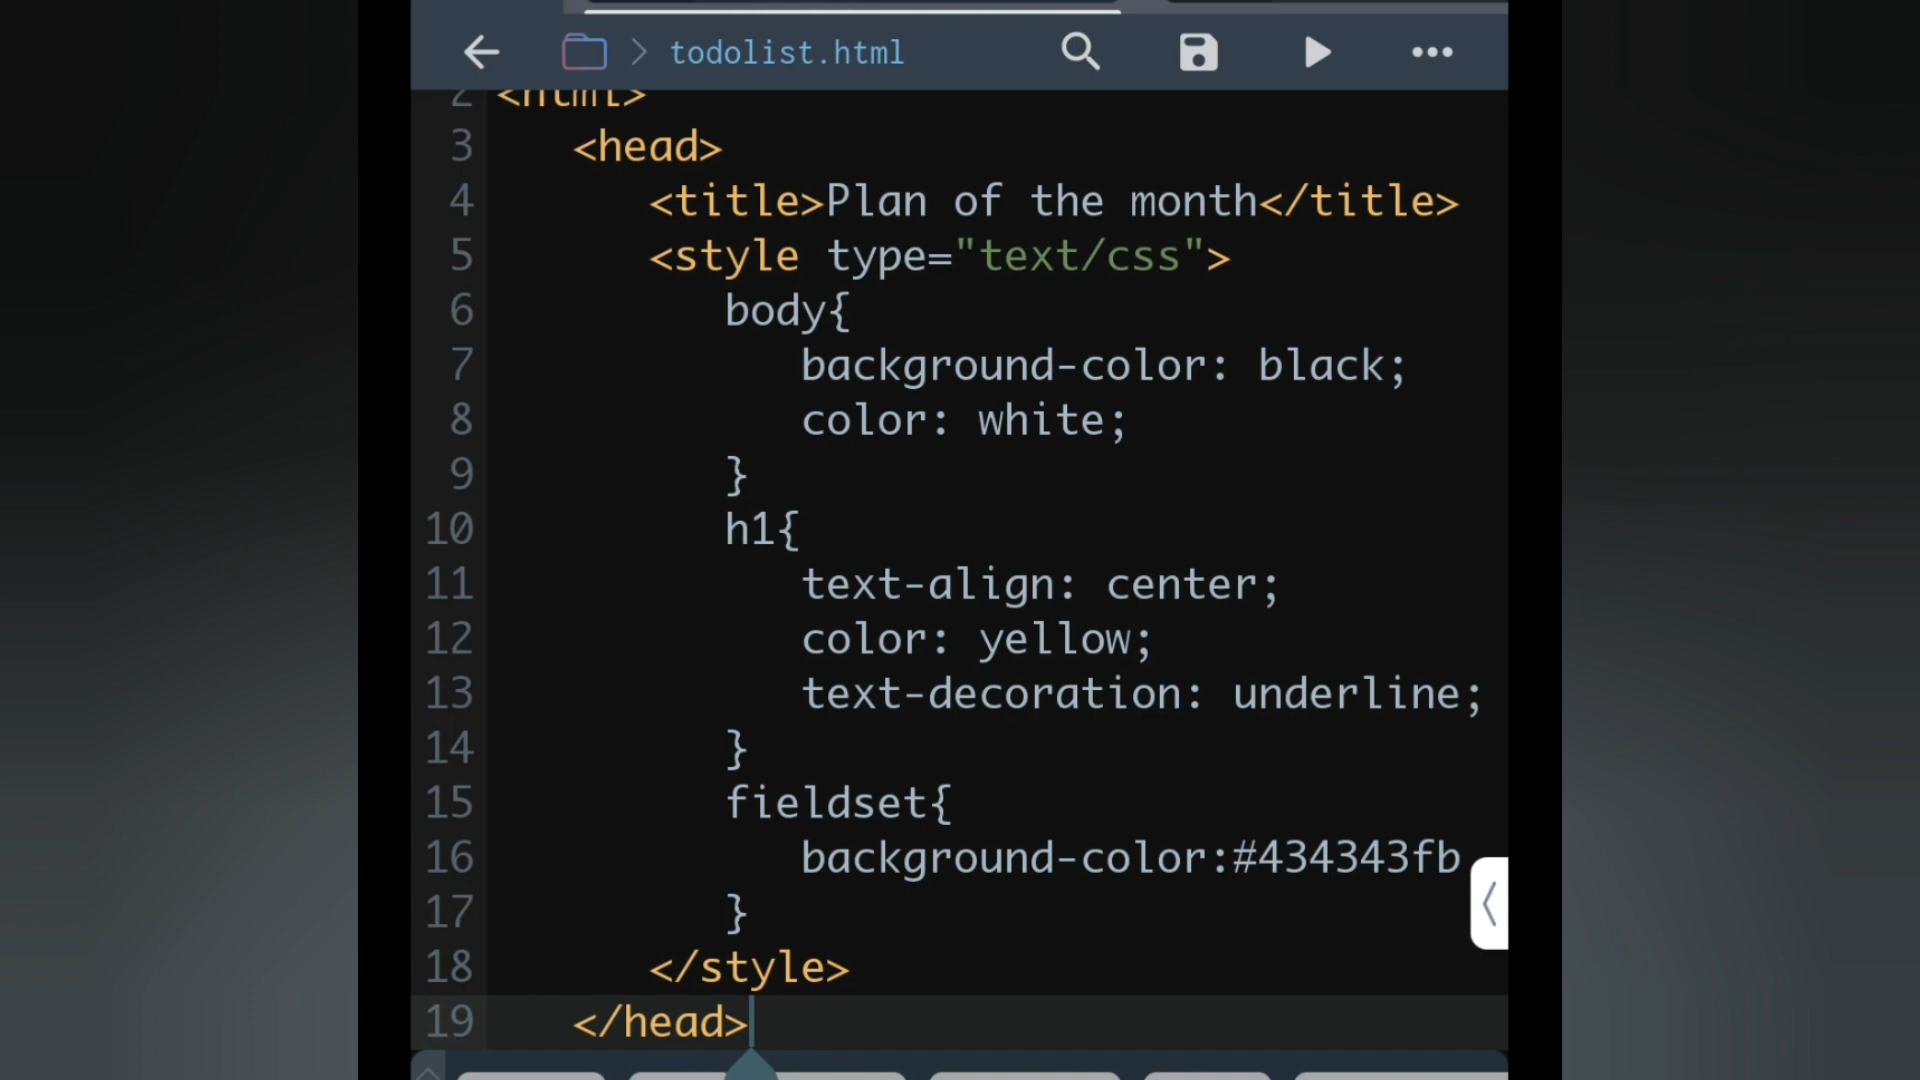 todolist.html
2 <html>
3 <head>
4 <title>Plan of the month</title>
5 <style type="text/css">
6 body{
7 background-color: black;
8 color: white;
9 }
10 h1{
11 text-align: center;
12 color: yellow;
13 text-decoration: underline;
14 }
15 fieldset{
16 background-color:#434343fb
17 }
18 </style>
19 </head>